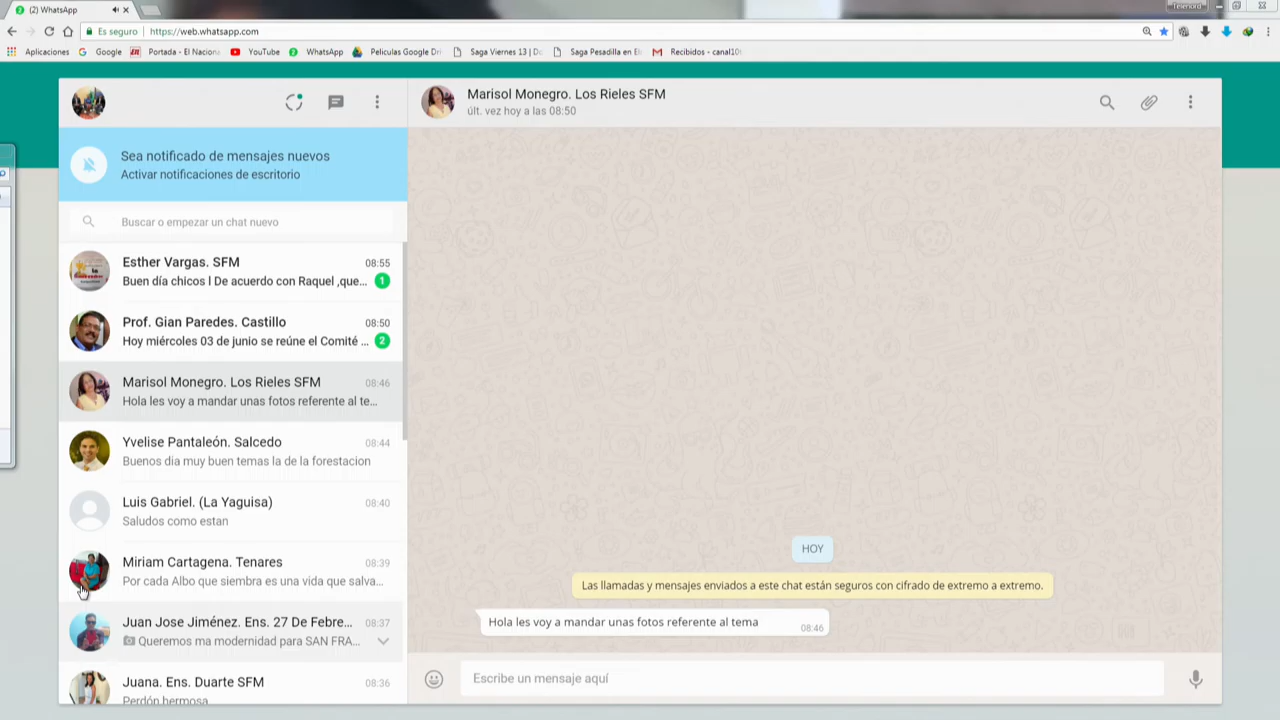 (2) WhatsApp
Telenord
Es seguro
https://web.whatsapp.com
Aplicaciones
Google
Portada - El Naciona
YouTube
WhatsApp
Peliculas Google Dri
Saga Viernes 13 | Do
Saga Pesadilla en El
Recibidos - canal10
Marisol Monegro. Los Rieles SFM
últ. vez hoy a las 08:50
Sea notificado de mensajes nuevos
Activar notificaciones de escritorio
Buscar o empezar un chat nuevo
Esther Vargas. SFM 08:55
Buen día chicos l De acuerdo con Raquel ,que... 1
Prof. Gian Paredes. Castillo 08:50
Hoy miércoles 03 de junio se reúne el Comité ... 2
Marisol Monegro. Los Rieles SFM 08:46
Hola les voy a mandar unas fotos referente al te...
Yvelise Pantaleón. Salcedo 08:44
Buenos dia muy buen temas la de la forestacion
Luis Gabriel. (La Yaguisa) 08:40
Saludos como estan
Miriam Cartagena. Tenares 08:39
Por cada Albo que siembra es una vida que salva...
Juan Jose Jiménez. Ens. 27 De Febre... 08:37
Queremos ma modernidad para SAN FRA...
Juana. Ens. Duarte SFM 08:36
Perdón hermosa
HOY
Las llamadas y mensajes enviados a este chat están seguros con cifrado de extremo a extremo.
Hola les voy a mandar unas fotos referente al tema 08:46
Escribe un mensaje aquí